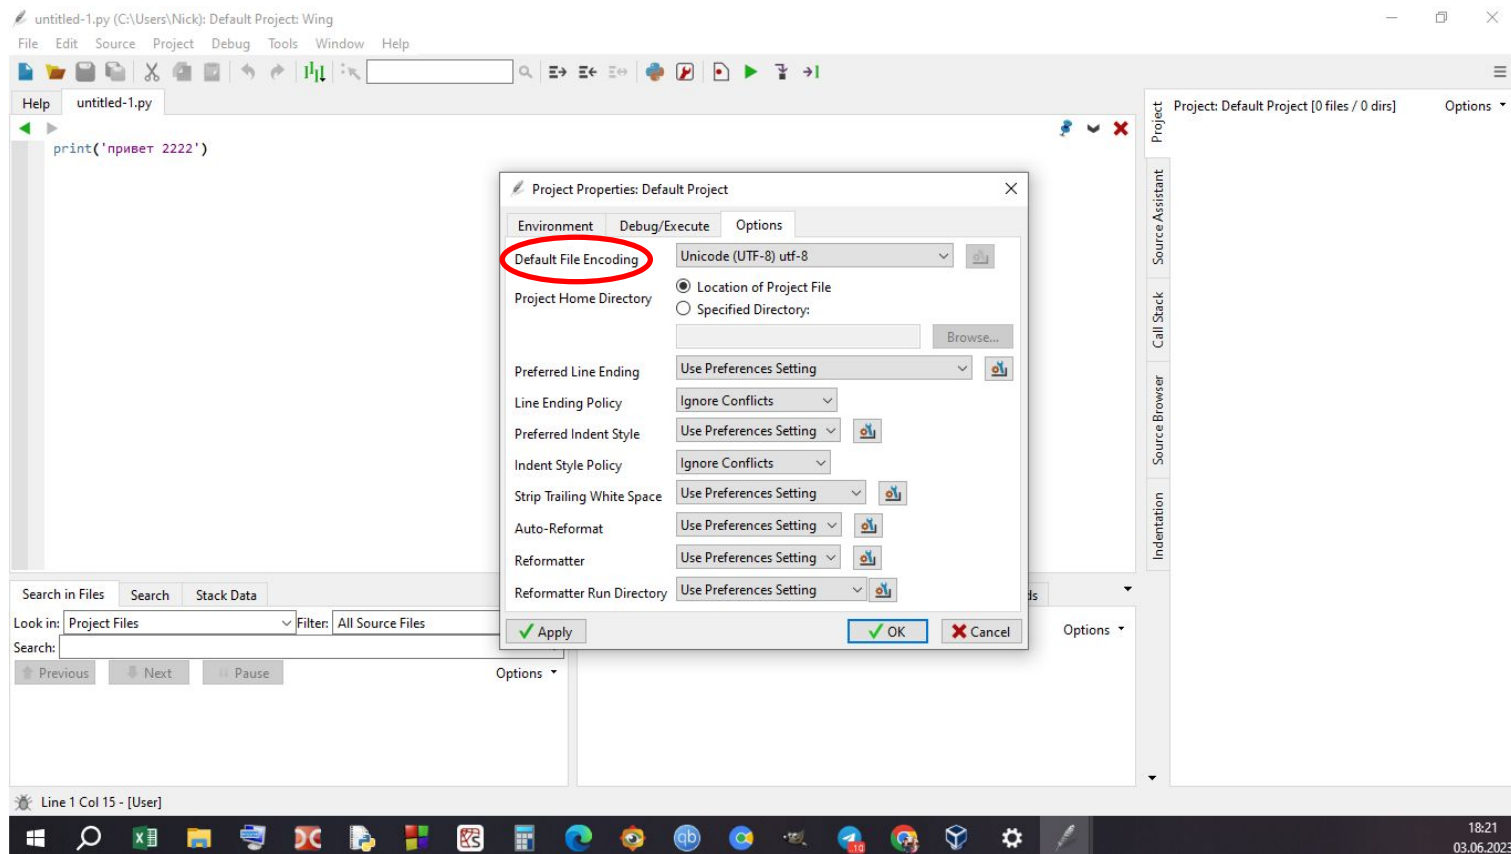 untitled-1.py (C:\Users\Nick): Default Project: Wing
File Edit Source Project Debug Tools Window Help
Help untitled-1.py
print('привет 2222')
Project: Default Project [0 files / 0 dirs] Options
Project
Source Assistant
Call Stack
Source Browser
Indentation
Project Properties: Default Project
Environment Debug/Execute Options
Default File Encoding Unicode (UTF-8) utf-8
Project Home Directory Location of Project File
Specified Directory:
Browse...
Preferred Line Ending Use Preferences Setting
Line Ending Policy Ignore Conflicts
Preferred Indent Style Use Preferences Setting
Indent Style Policy Ignore Conflicts
Strip Trailing White Space Use Preferences Setting
Auto-Reformat Use Preferences Setting
Reformatter Use Preferences Setting
Reformatter Run Directory Use Preferences Setting
Apply OK Cancel
Search in Files Search Stack Data
Look in: Project Files Filter: All Source Files
Search:
Previous Next Pause Options
Options
Line 1 Col 15 - [User]
18:21